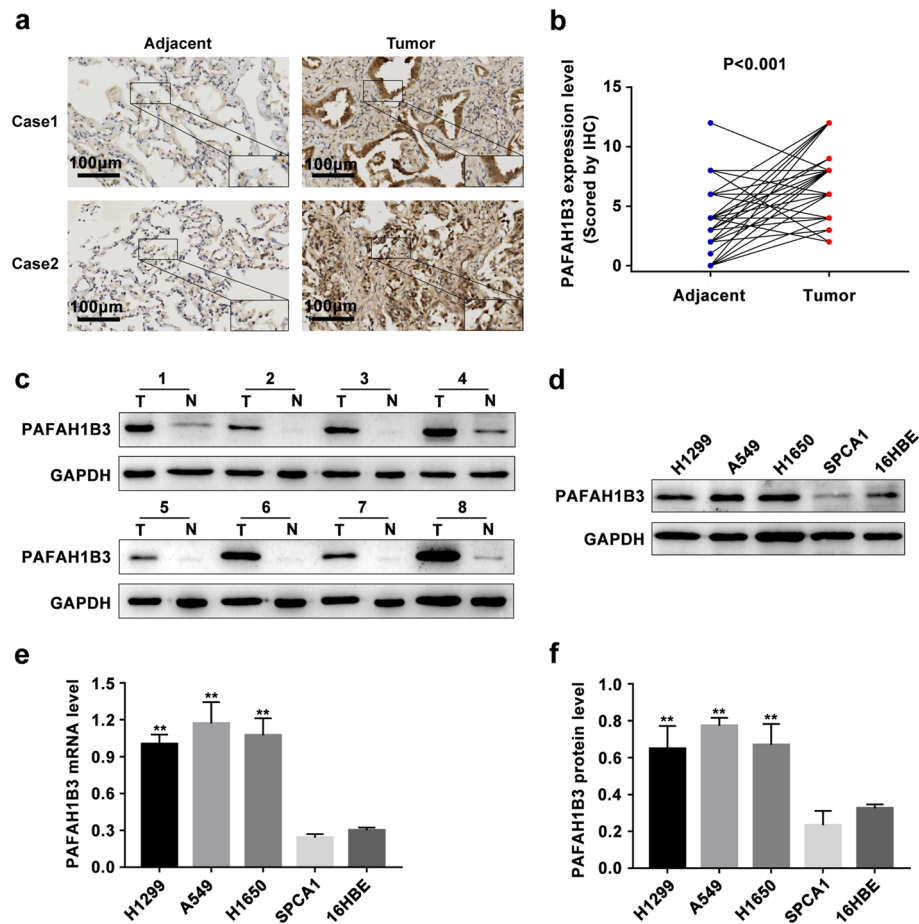 a
Adjacent
Tumor
Case1
100μm
100μm
Case2
100μm
100μm
b
P<0.001
PAFAH1B3 expression level
(Scored by IHC)
15
10
5
0
Adjacent
Tumor
c
1 2 3 4
T N T N T N T N
PAFAH1B3
GAPDH
5 6 7 8
T N T N T N T N
PAFAH1B3
GAPDH
d
H1299 A549 H1650 SPCA1 16HBE
PAFAH1B3
GAPDH
e
PAFAH1B3 mRNA level
1.5
1.2
0.9
0.6
0.3
0.0
** ** **
H1299 A549 H1650 SPCA1 16HBE
f
PAFAH1B3 protein level
1.0
0.8
0.6
0.4
0.2
0.0
** ** **
H1299 A549 H1650 SPCA1 16HBE